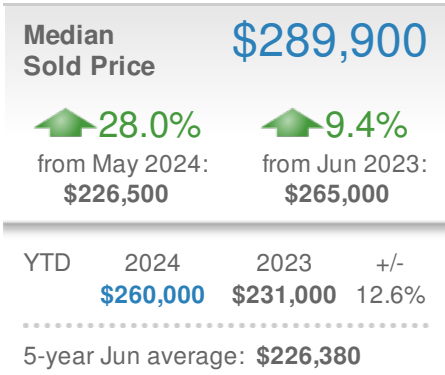 Median
Sold Price
$289,900
28.0%
from May 2024:
$226,500
9.4%
from Jun 2023:
$265,000
YTD 2024 2023 +/-
$260,000 $231,000 12.6%
5-year Jun average: $226,380